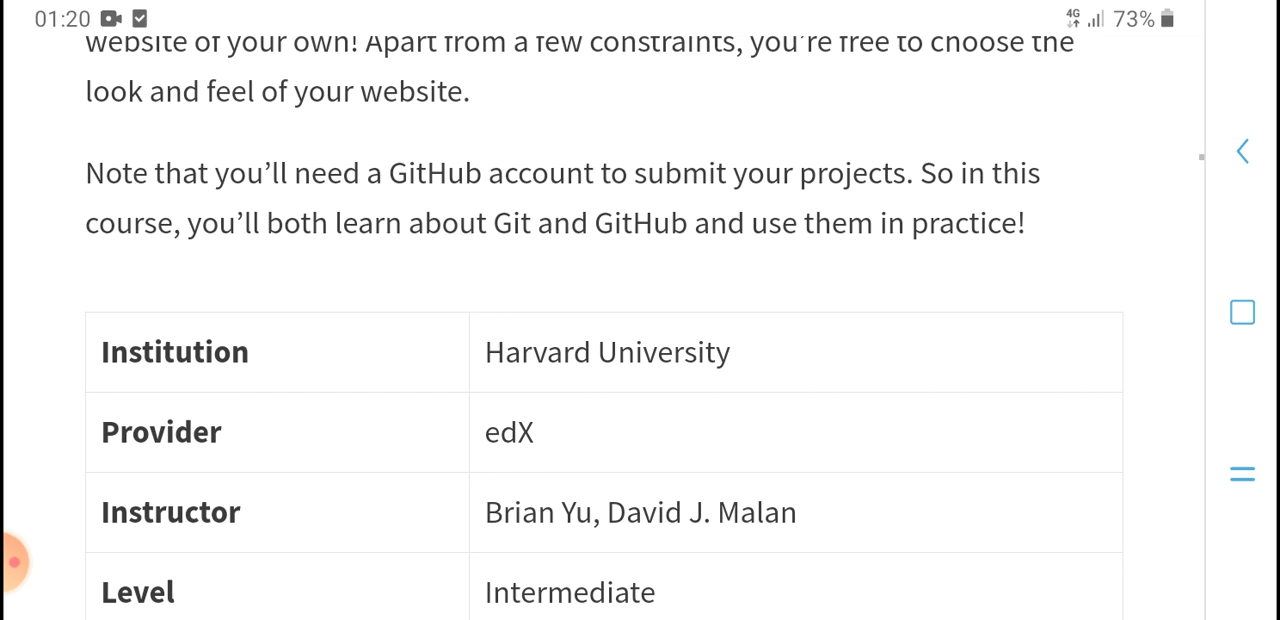 01:20 4G 73%
website of your own! Apart from a few constraints, you're free to choose the
look and feel of your website.
Note that you’ll need a GitHub account to submit your projects. So in this
course, you’ll both learn about Git and GitHub and use them in practice!
Institution Harvard University
Provider edX
Instructor Brian Yu, David J. Malan
Level Intermediate